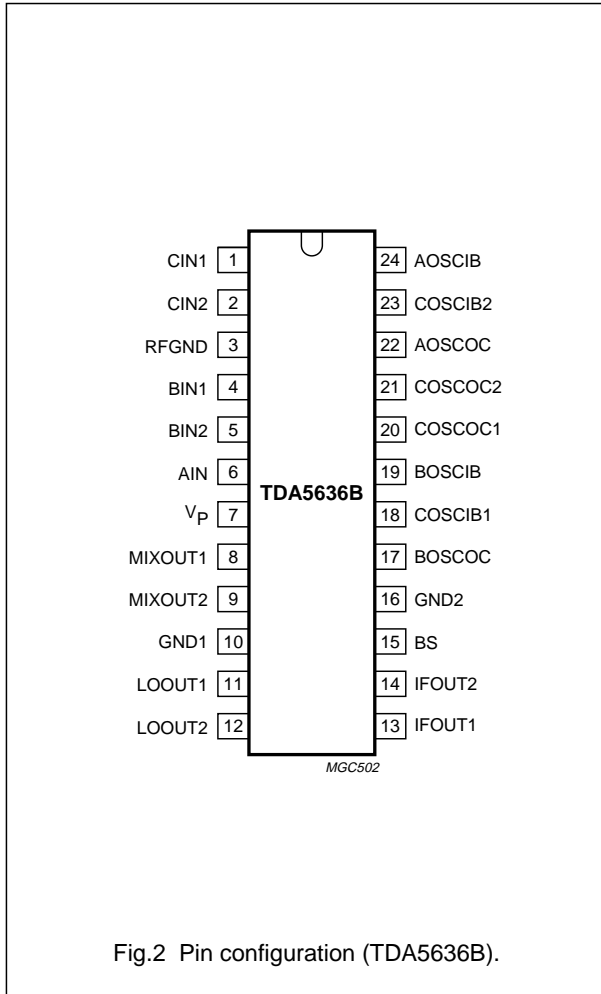 CIN1 1 24 AOSCIB
CIN2 2 23 COSCIB2
RFGND 3 22 AOSCOC
BIN1 4 21 COSCOC2
BIN2 5 20 COSCOC1
AIN 6 19 BOSCIB
TDA5636B
VP 7 18 COSCIB1
MIXOUT1 8 17 BOSCOC
MIXOUT2 9 16 GND2
GND1 10 15 BS
LOOUT1 11 14 IFOUT2
LOOUT2 12 13 IFOUT1
MGC502
Fig.2 Pin configuration (TDA5636B).